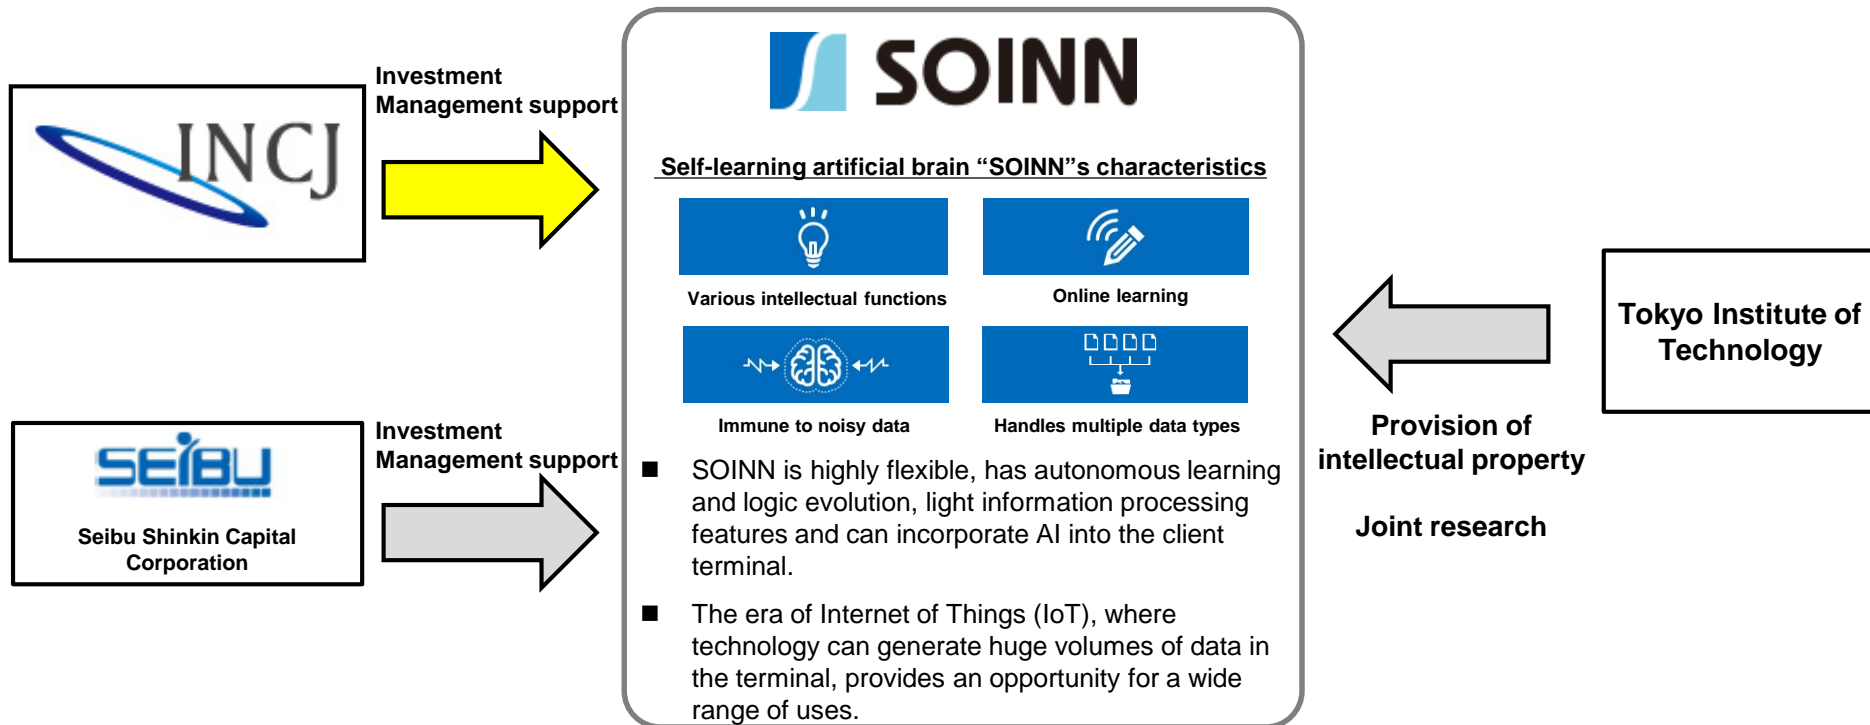 INCJ
Investment
Management support
SEIBU
Seibu Shinkin Capital
Corporation
Investment
Management support
SOINN
Self-learning artificial brain “SOINN”s characteristics
Various intellectual functions
Online learning
Immune to noisy data
Handles multiple data types
■ SOINN is highly flexible, has autonomous learning
and logic evolution, light information processing
features and can incorporate AI into the client
terminal.
■ The era of Internet of Things (IoT), where
technology can generate huge volumes of data in
the terminal, provides an opportunity for a wide
range of uses.
Tokyo Institute of
Technology
Provision of
intellectual property
Joint research